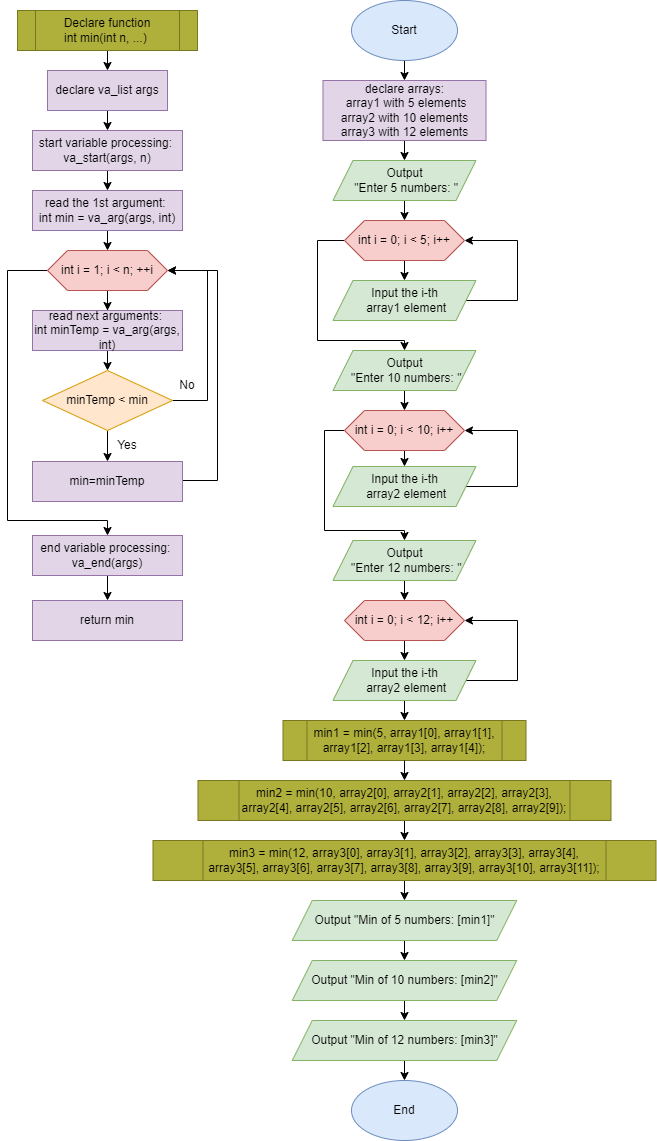 Declare function
int min(int n, ...)
declare va_list args
start variable processing:
va_start(args, n)
read the 1st argument:
int min = va_arg(args, int)
int i = 1; i < n; ++i
read next arguments:
int minTemp = va_arg(args,
int)
minTemp < min
No
Yes
min=minTemp
end variable processing:
va_end(args)
return min
Start
declare arrays:
array1 with 5 elements
array2 with 10 elements
array3 with 12 elements
Output
"Enter 5 numbers: "
int i = 0; i < 5; i++
Input the i-th
array1 element
Output
"Enter 10 numbers: "
int i = 0; i < 10; i++
Input the i-th
array2 element
Output
"Enter 12 numbers: "
int i = 0; i < 12; i++
Input the i-th
array2 element
min1 = min(5, array1[0], array1[1],
array1[2], array1[3], array1[4]);
min2 = min(10, array2[0], array2[1], array2[2], array2[3],
array2[4], array2[5], array2[6], array2[7], array2[8], array2[9]);
min3 = min(12, array3[0], array3[1], array3[2], array3[3], array3[4],
array3[5], array3[6], array3[7], array3[8], array3[9], array3[10], array3[11]);
Output "Min of 5 numbers: [min1]"
Output "Min of 10 numbers: [min2]"
Output "Min of 12 numbers: [min3]"
End